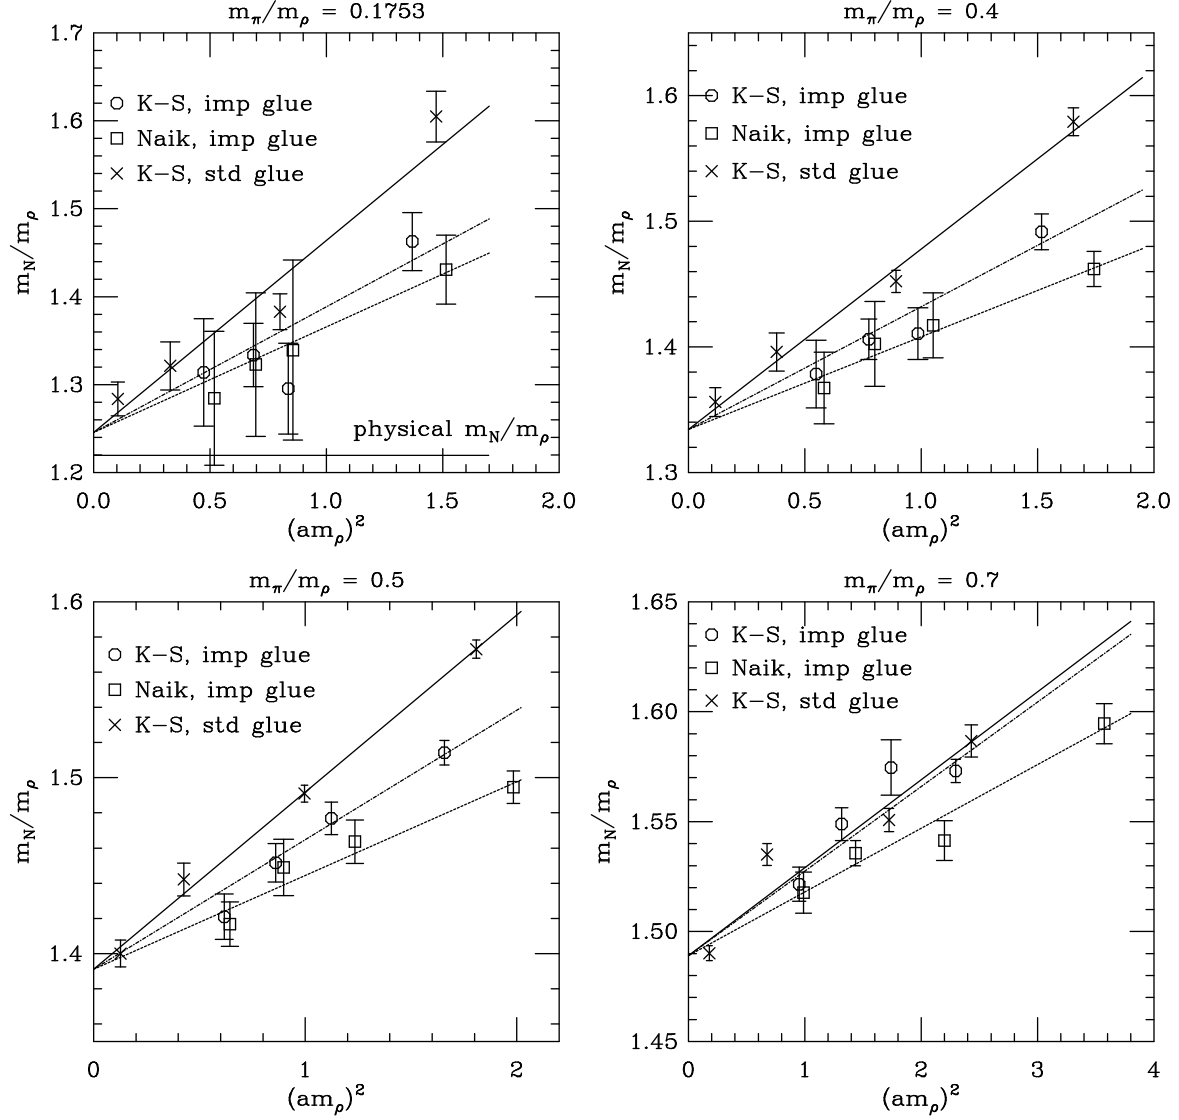 m_π/m_ρ = 0.1753
1.7
1.6
1.5
1.4
1.3
1.2
m_N/m_ρ
K−S, imp glue
Naik, imp glue
K−S, std glue
physical m_N/m_ρ
0.0 0.5 1.0 1.5 2.0
(am_ρ)^2
m_π/m_ρ = 0.4
1.6
1.5
1.4
1.3
m_N/m_ρ
K−S, imp glue
Naik, imp glue
K−S, std glue
0.0 0.5 1.0 1.5 2.0
(am_ρ)^2
m_π/m_ρ = 0.5
1.6
1.5
1.4
m_N/m_ρ
K−S, imp glue
Naik, imp glue
K−S, std glue
0 1 2
(am_ρ)^2
m_π/m_ρ = 0.7
1.65
1.60
1.55
1.50
1.45
m_N/m_ρ
K−S, imp glue
Naik, imp glue
K−S, std glue
0 1 2 3 4
(am_ρ)^2